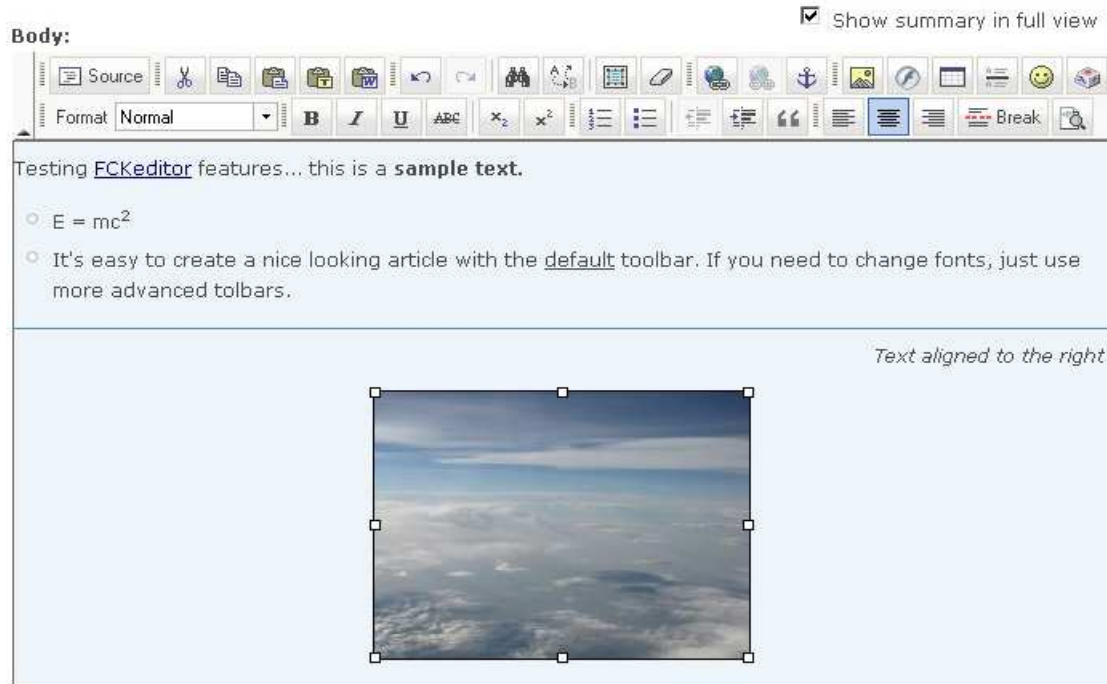 Show summary in full view
Body:
Source
Format Normal B I U ABC x₂ x² Break
Testing FCKeditor features... this is a sample text.
E = mc²
It's easy to create a nice looking article with the default toolbar. If you need to change fonts, just use
more advanced tolbars.
Text aligned to the right